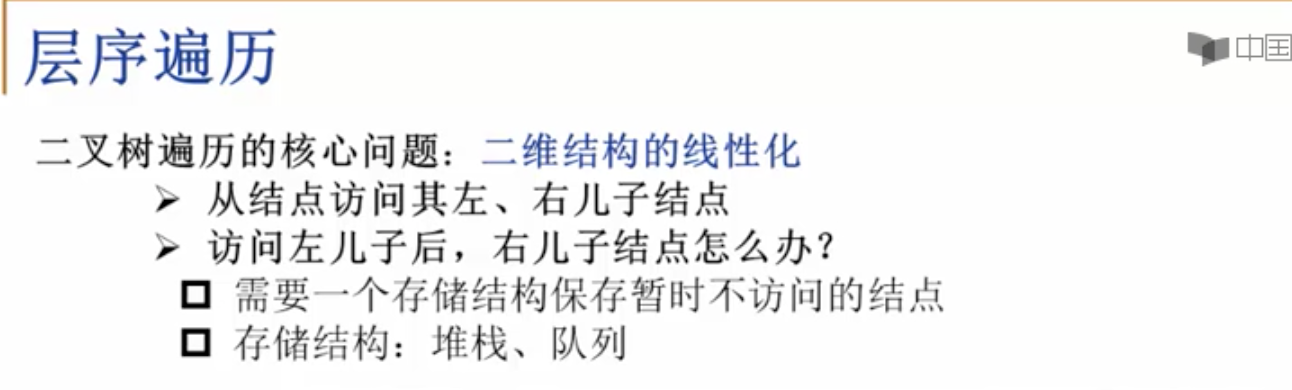 层序遍历
中国
二叉树遍历的核心问题：二维结构的线性化
从结点访问其左、右儿子结点
访问左儿子后，右儿子结点怎么办？
需要一个存储结构保存暂时不访问的结点
存储结构：堆栈、队列